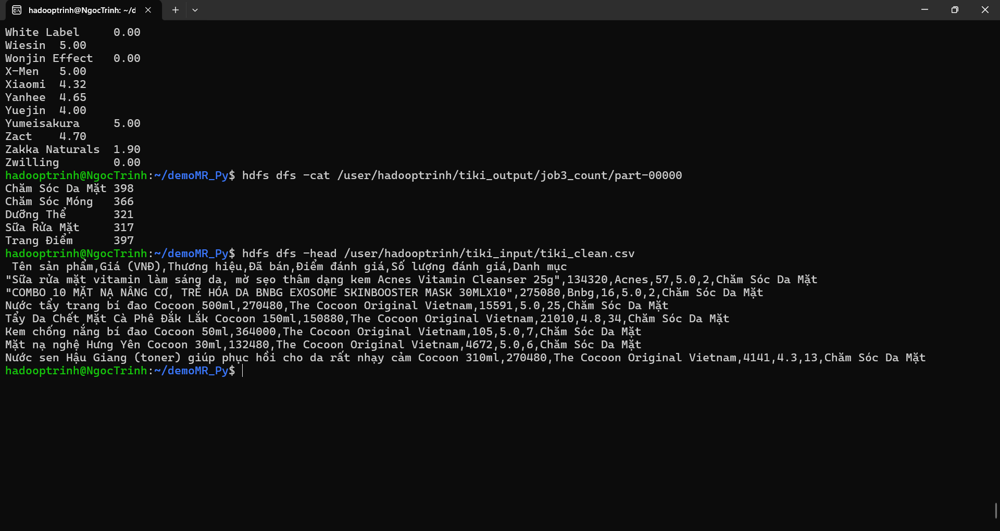 hadooptrinh@NgocTrinh: ~/d
White Label     0.00
Wiesin  5.00
Wonjin Effect   0.00
X-Men   5.00
Xiaomi  4.32
Yanhee  4.65
Yuejin  4.00
Yumeisakura     5.00
Zact    4.70
Zakka Naturals  1.90
Zwilling        0.00
hadooptrinh@NgocTrinh:~/demoMR_Py$ hdfs dfs -cat /user/hadooptrinh/tiki_output/job3_count/part-00000
Chăm Sóc Da Mặt 398
Chăm Sóc Móng   366
Dưỡng Thể       321
Sữa Rửa Mặt     317
Trang Điểm      397
hadooptrinh@NgocTrinh:~/demoMR_Py$ hdfs dfs -head /user/hadooptrinh/tiki_input/tiki_clean.csv
Tên sản phẩm,Giá (VNĐ),Thương hiệu,Đã bán,Điểm đánh giá,Số lượng đánh giá,Danh mục
"Sữa rửa mặt vitamin làm sáng da, mờ sẹo thâm dạng kem Acnes Vitamin Cleanser 25g",134320,Acnes,57,5.0,2,Chăm Sóc Da Mặt
"COMBO 10 MẶT NẠ NÂNG CƠ, TRẺ HÓA DA BNBG EXOSOME SKINBOOSTER MASK 30MLX10",275080,Bnbg,16,5.0,2,Chăm Sóc Da Mặt
Nước tẩy trang bí đao Cocoon 500ml,270480,The Cocoon Original Vietnam,15591,5.0,25,Chăm Sóc Da Mặt
Tẩy Da Chết Mặt Cà Phê Đắk Lắk Cocoon 150ml,150880,The Cocoon Original Vietnam,21010,4.8,34,Chăm Sóc Da Mặt
Kem chống nắng bí đao Cocoon 50ml,364000,The Cocoon Original Vietnam,105,5.0,7,Chăm Sóc Da Mặt
Mặt nạ nghệ Hưng Yên Cocoon 30ml,132480,The Cocoon Original Vietnam,4672,5.0,6,Chăm Sóc Da Mặt
Nước sen Hậu Giang (toner) giúp phục hồi cho da rất nhạy cảm Cocoon 310ml,270480,The Cocoon Original Vietnam,4141,4.3,13,Chăm Sóc Da Mặt
hadooptrinh@NgocTrinh:~/demoMR_Py$